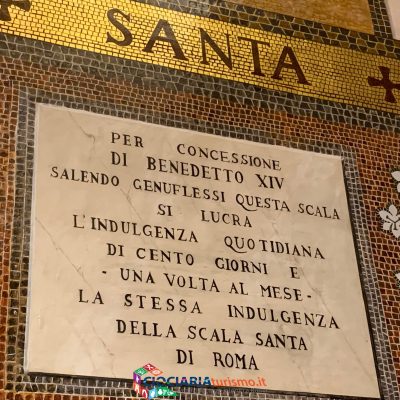 SANTA
PER CONCESSIONE
DI BENEDETTO XIV
SALENDO GENUFLESSI QUESTA SCALA
SI LUCRA
L'INDULGENZA QUOTIDIANA
DI CENTO GIORNI E
- UNA VOLTA AL MESE -
LA STESSA INDULGENZA
DELLA SCALA SANTA
DI ROMA
CIOCIARIAturismo.it